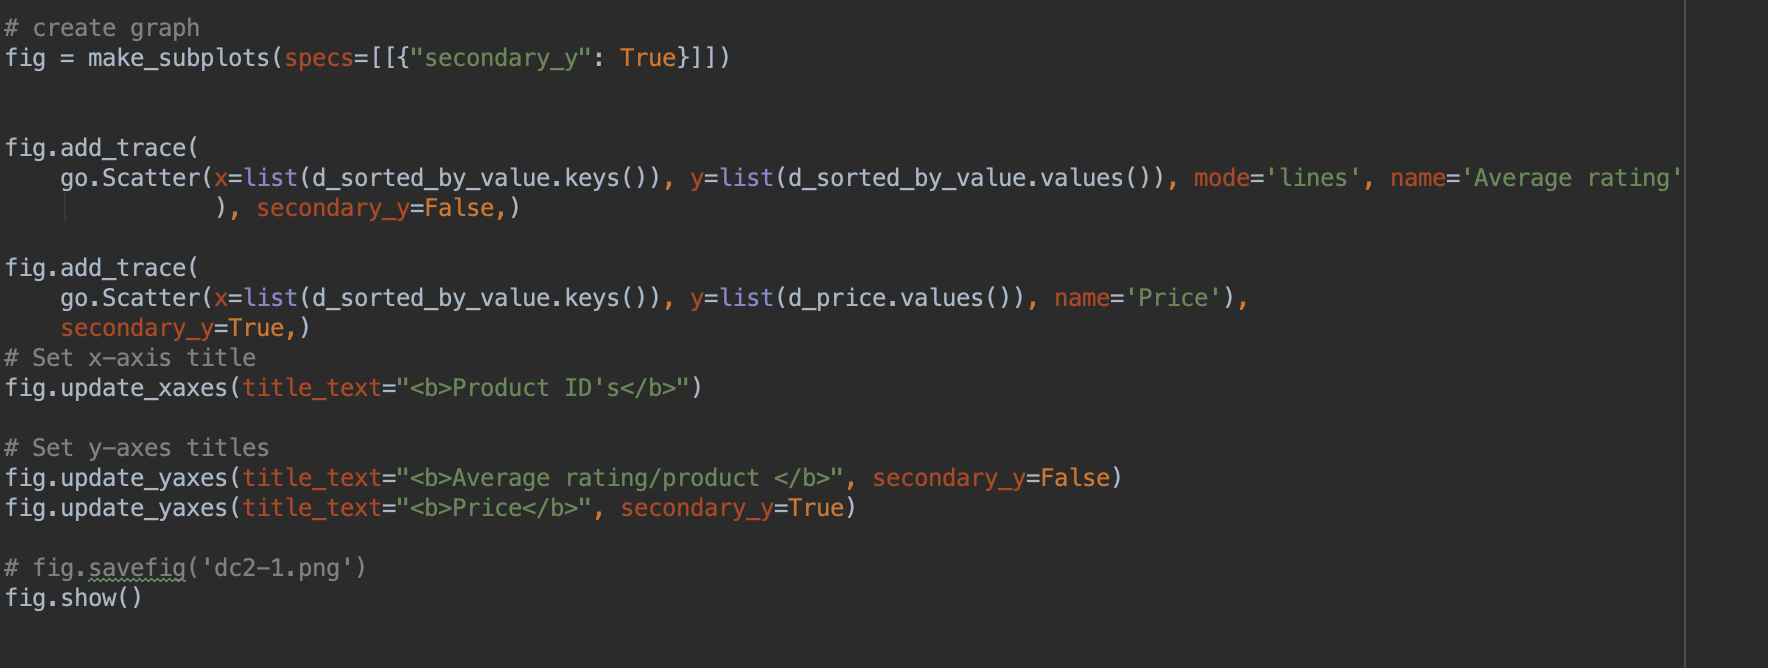 # create graph
fig = make_subplots(specs=[[{"secondary_y": True}]])
fig.add_trace(
go.Scatter(x=list(d_sorted_by_value.keys()), y=list(d_sorted_by_value.values()), mode='lines', name='Average rating'
), secondary_y=False,)
fig.add_trace(
go.Scatter(x=list(d_sorted_by_value.keys()), y=list(d_price.values()), name='Price'),
secondary_y=True,)
# Set x-axis title
fig.update_xaxes(title_text="<b>Product ID's</b>")
# Set y-axes titles
fig.update_yaxes(title_text="<b>Average rating/product </b>", secondary_y=False)
fig.update_yaxes(title_text="<b>Price</b>", secondary_y=True)
# fig.savefig('dc2-1.png')
fig.show()